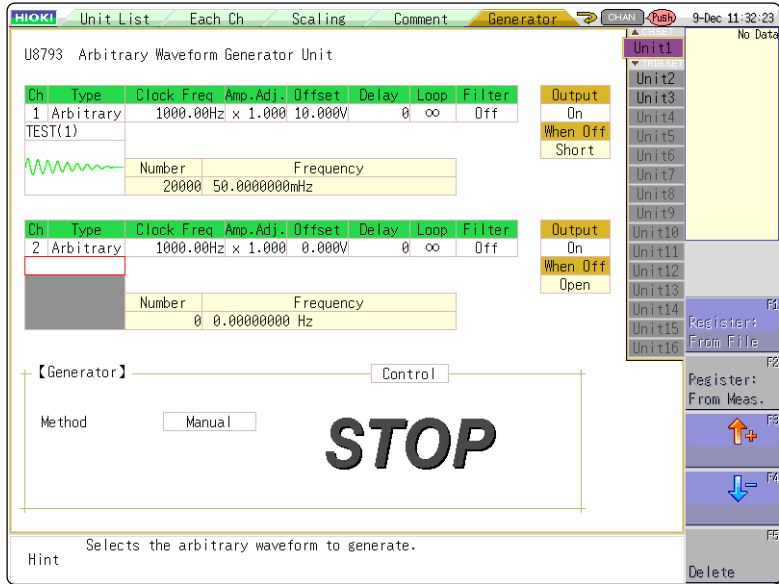 HIOKI Unit List Each Ch Scaling Comment Generator CHAN Push 9-Dec 11:32:23
CH.SET No Data
U8793 Arbitrary Waveform Generator Unit Unit1
TRIG.SET
Unit2
Ch Type Clock Freq Amp.Adj. Offset Delay Loop Filter Output Unit3
1 Arbitrary 1000.00Hz x 1.000 10.000V 0 ∞ Off On Unit4
TEST(1) When Off Unit5
Short Unit6
Number Frequency Unit7
20000 50.0000000mHz Unit8
Unit9
Ch Type Clock Freq Amp.Adj. Offset Delay Loop Filter Output Unit10
2 Arbitrary 1000.00Hz x 1.000 0.000V 0 ∞ Off On Unit11
When Off Unit12
Open Unit13
Number Frequency Unit14 F1
0 0.00000000 Hz Unit15 Register:
Unit16 From File
【Generator】 Control F2
Register:
From Meas.
Method Manual F3
STOP
F4
Selects the arbitrary waveform to generate. F5
Hint
Delete